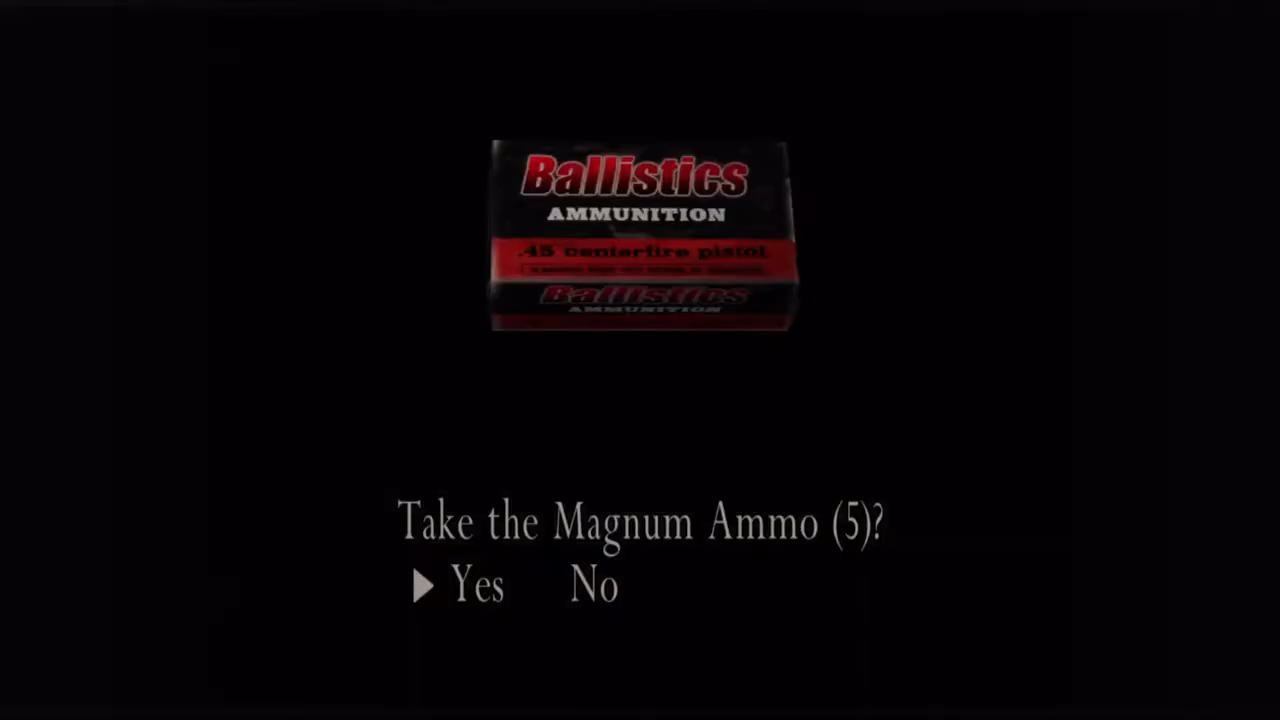 Ballistics
AMMUNITION
.45 centerfire pistol
Ballistics
AMMUNITION
Take the Magnum Ammo (5)?
Yes No